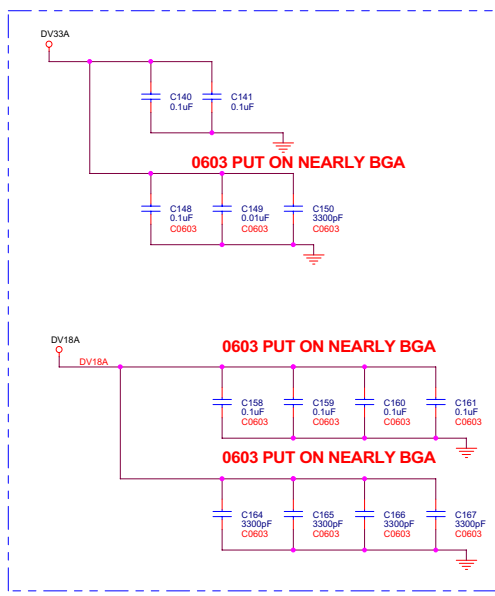 DV33A
C140
0.1uF
C141
0.1uF
0603 PUT ON NEARLY BGA
C148
0.1uF
C0603
C149
0.01uF
C0603
C150
3300pF
C0603
DV18A
DV18A
0603 PUT ON NEARLY BGA
C158
0.1uF
C0603
C159
0.1uF
C0603
C160
0.1uF
C0603
C161
0.1uF
C0603
0603 PUT ON NEARLY BGA
C164
3300pF
C0603
C165
3300pF
C0603
C166
3300pF
C0603
C167
3300pF
C0603